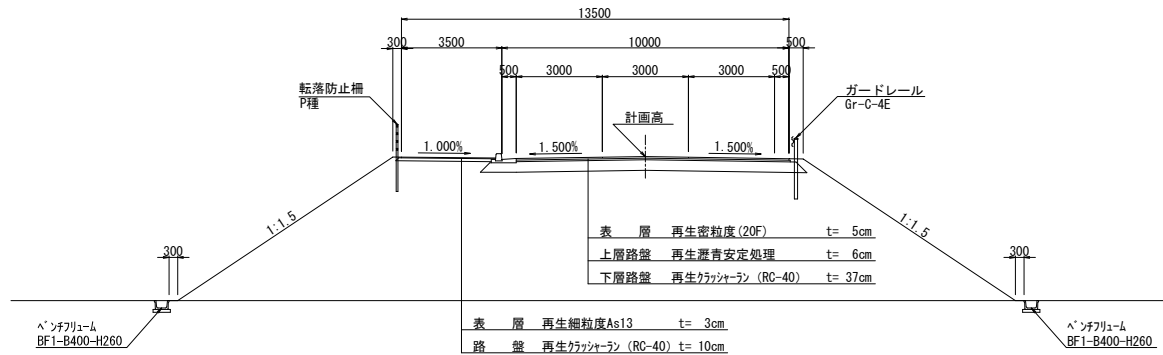 13500
300
3500
10000
500
500
3000
3000
3000
500
転落防止柵
P種
計画高
ガードレール
Gr-C-4E
1.000%
1.500%
1.500%
1:1.5
1:1.5
表　層　再生密粒度(20F)　t=　5cm
上層路盤　再生瀝青安定処理　t=　6cm
下層路盤　再生ｸﾗｯｼｬｰﾗﾝ (RC-40)　t= 37cm
300
300
ﾍﾞﾝﾁﾌﾘｭｰﾑ
BF1-B400-H260
表　層　再生細粒度As13　t=　3cm
路　盤　再生ｸﾗｯｼｬｰﾗﾝ (RC-40) t= 10cm
ﾍﾞﾝﾁﾌﾘｭｰﾑ
BF1-B400-H260